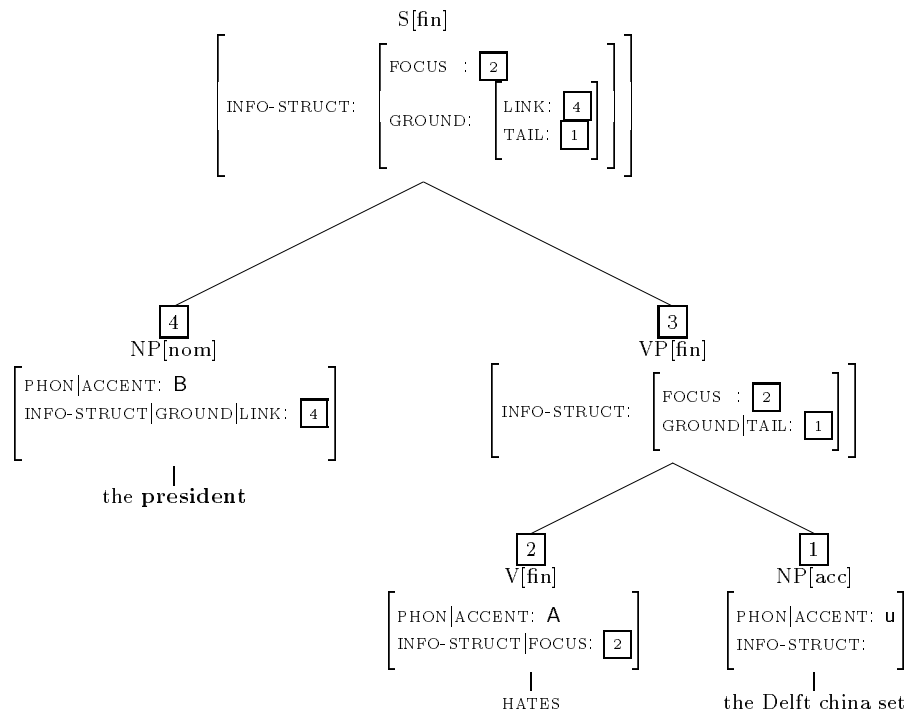 S[fin]
FOCUS : 2
INFO-STRUCT:
LINK: 4
GROUND:
TAIL: 1
4
NP[nom]
PHON|ACCENT: B
INFO-STRUCT|GROUND|LINK: 4
the president
3
VP[fin]
FOCUS : 2
INFO-STRUCT:
GROUND|TAIL: 1
2
V[fin]
PHON|ACCENT: A
INFO-STRUCT|FOCUS: 2
HATES
1
NP[acc]
PHON|ACCENT: u
INFO-STRUCT:
the Delft china set